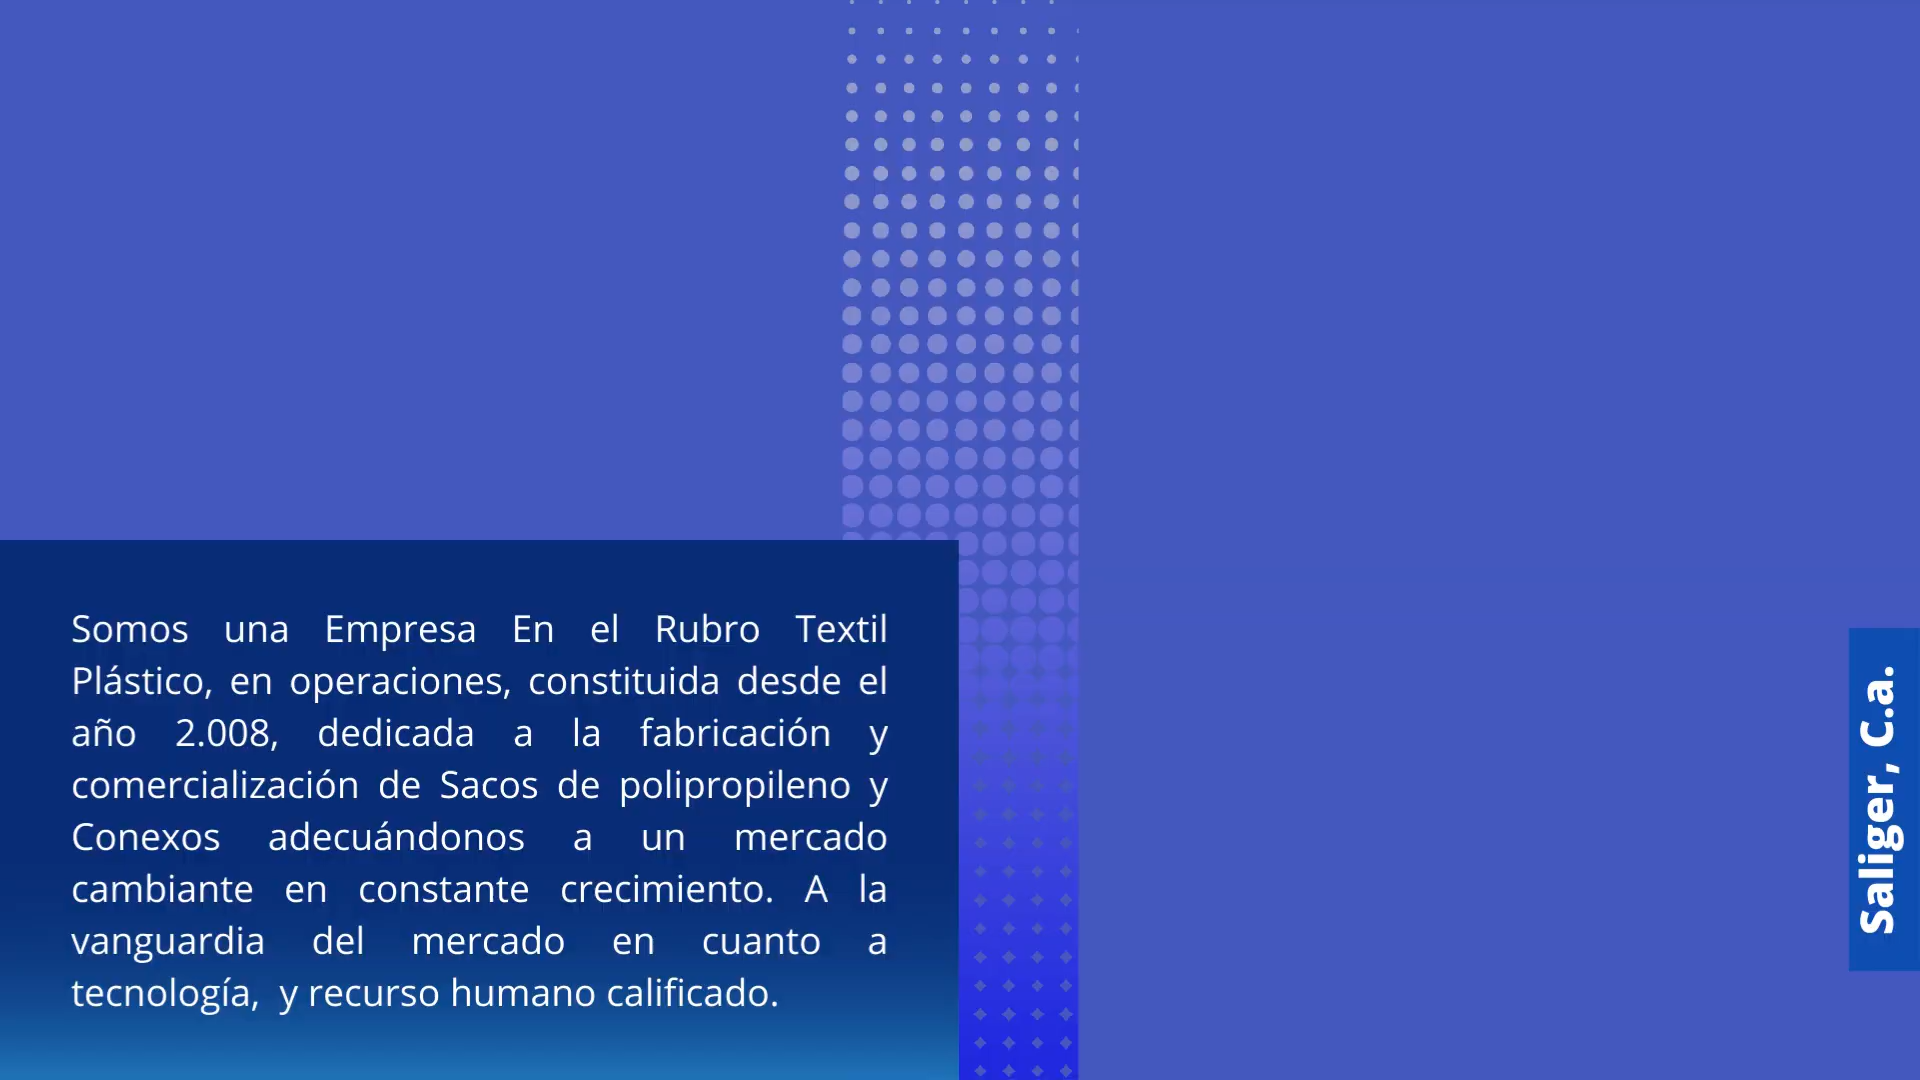 Somos una Empresa En el Rubro Textil
Plástico, en operaciones, constituida desde el
año 2.008, dedicada a la fabricación y
comercialización de Sacos de polipropileno y
Conexos adecuándonos a un mercado
cambiante en constante crecimiento. A la
vanguardia del mercado en cuanto a
tecnología, y recurso humano calificado.
Saliger, C.a.